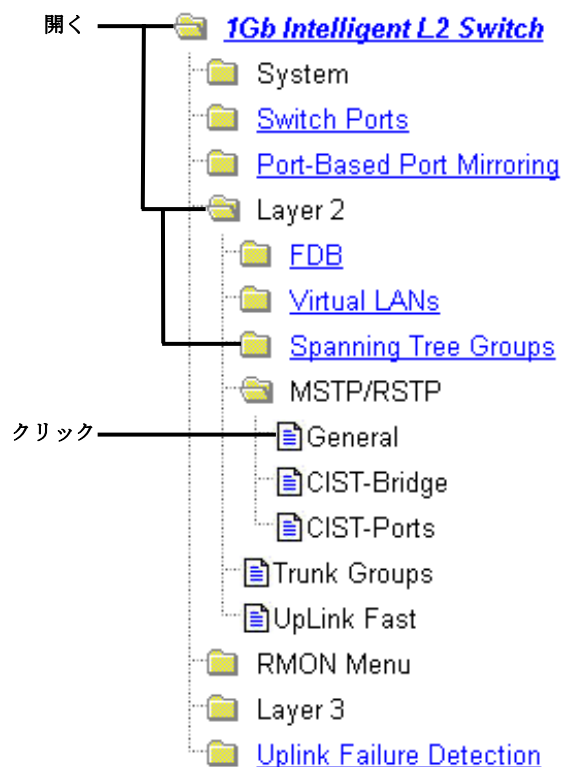 開く 1Gb Intelligent L2 Switch
System
Switch Ports
Port-Based Port Mirroring
Layer 2
FDB
Virtual LANs
Spanning Tree Groups
MSTP/RSTP
クリック General
CIST-Bridge
CIST-Ports
Trunk Groups
UpLink Fast
RMON Menu
Layer 3
Uplink Failure Detection